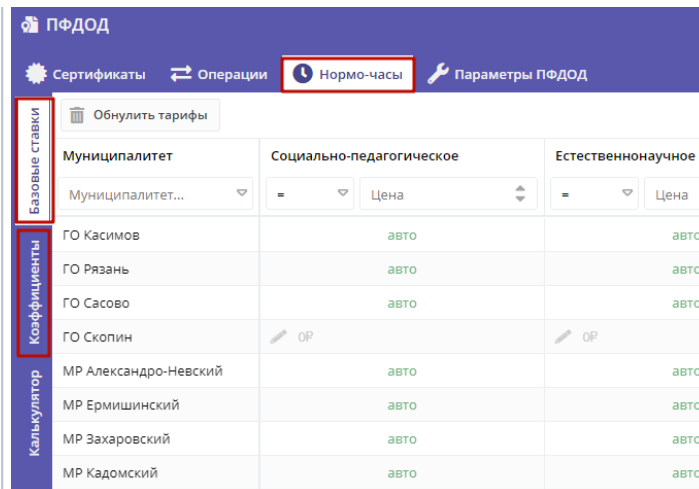 ПФДОД
Сертификаты Операции Нормо-часы Параметры ПФДОД
Базовые ставки
Коэффициенты
Калькулятор
Обнулить тарифы
Муниципалитет Социально-педагогическое Естественнонаучное
Муниципалитет... = Цена = Цена
ГО Касимов авто авто
ГО Рязань авто авто
ГО Сасово авто авто
ГО Скопин 0₽ 0₽
МР Александро-Невский авто авто
МР Ермишинский авто авто
МР Захаровский авто авто
МР Кадомский авто авто